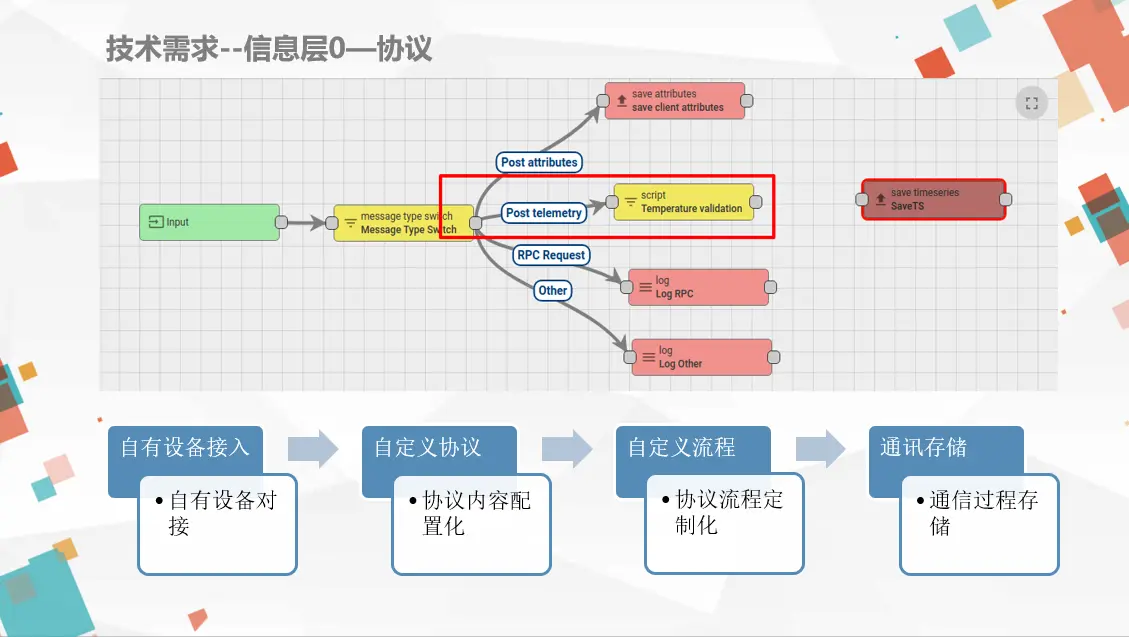 技术需求--信息层0—协议
save attributes
save client attributes
Post attributes
script
Temperature validation
save timeseries
SaveTS
Input
message type switch
Message Type Switch
Post telemetry
RPC Request
log
Log RPC
Other
log
Log Other
自有设备接入
自定义协议
自定义流程
通讯存储
•自有设备对
接
•协议内容配
置化
•协议流程定
制化
•通信过程存
储